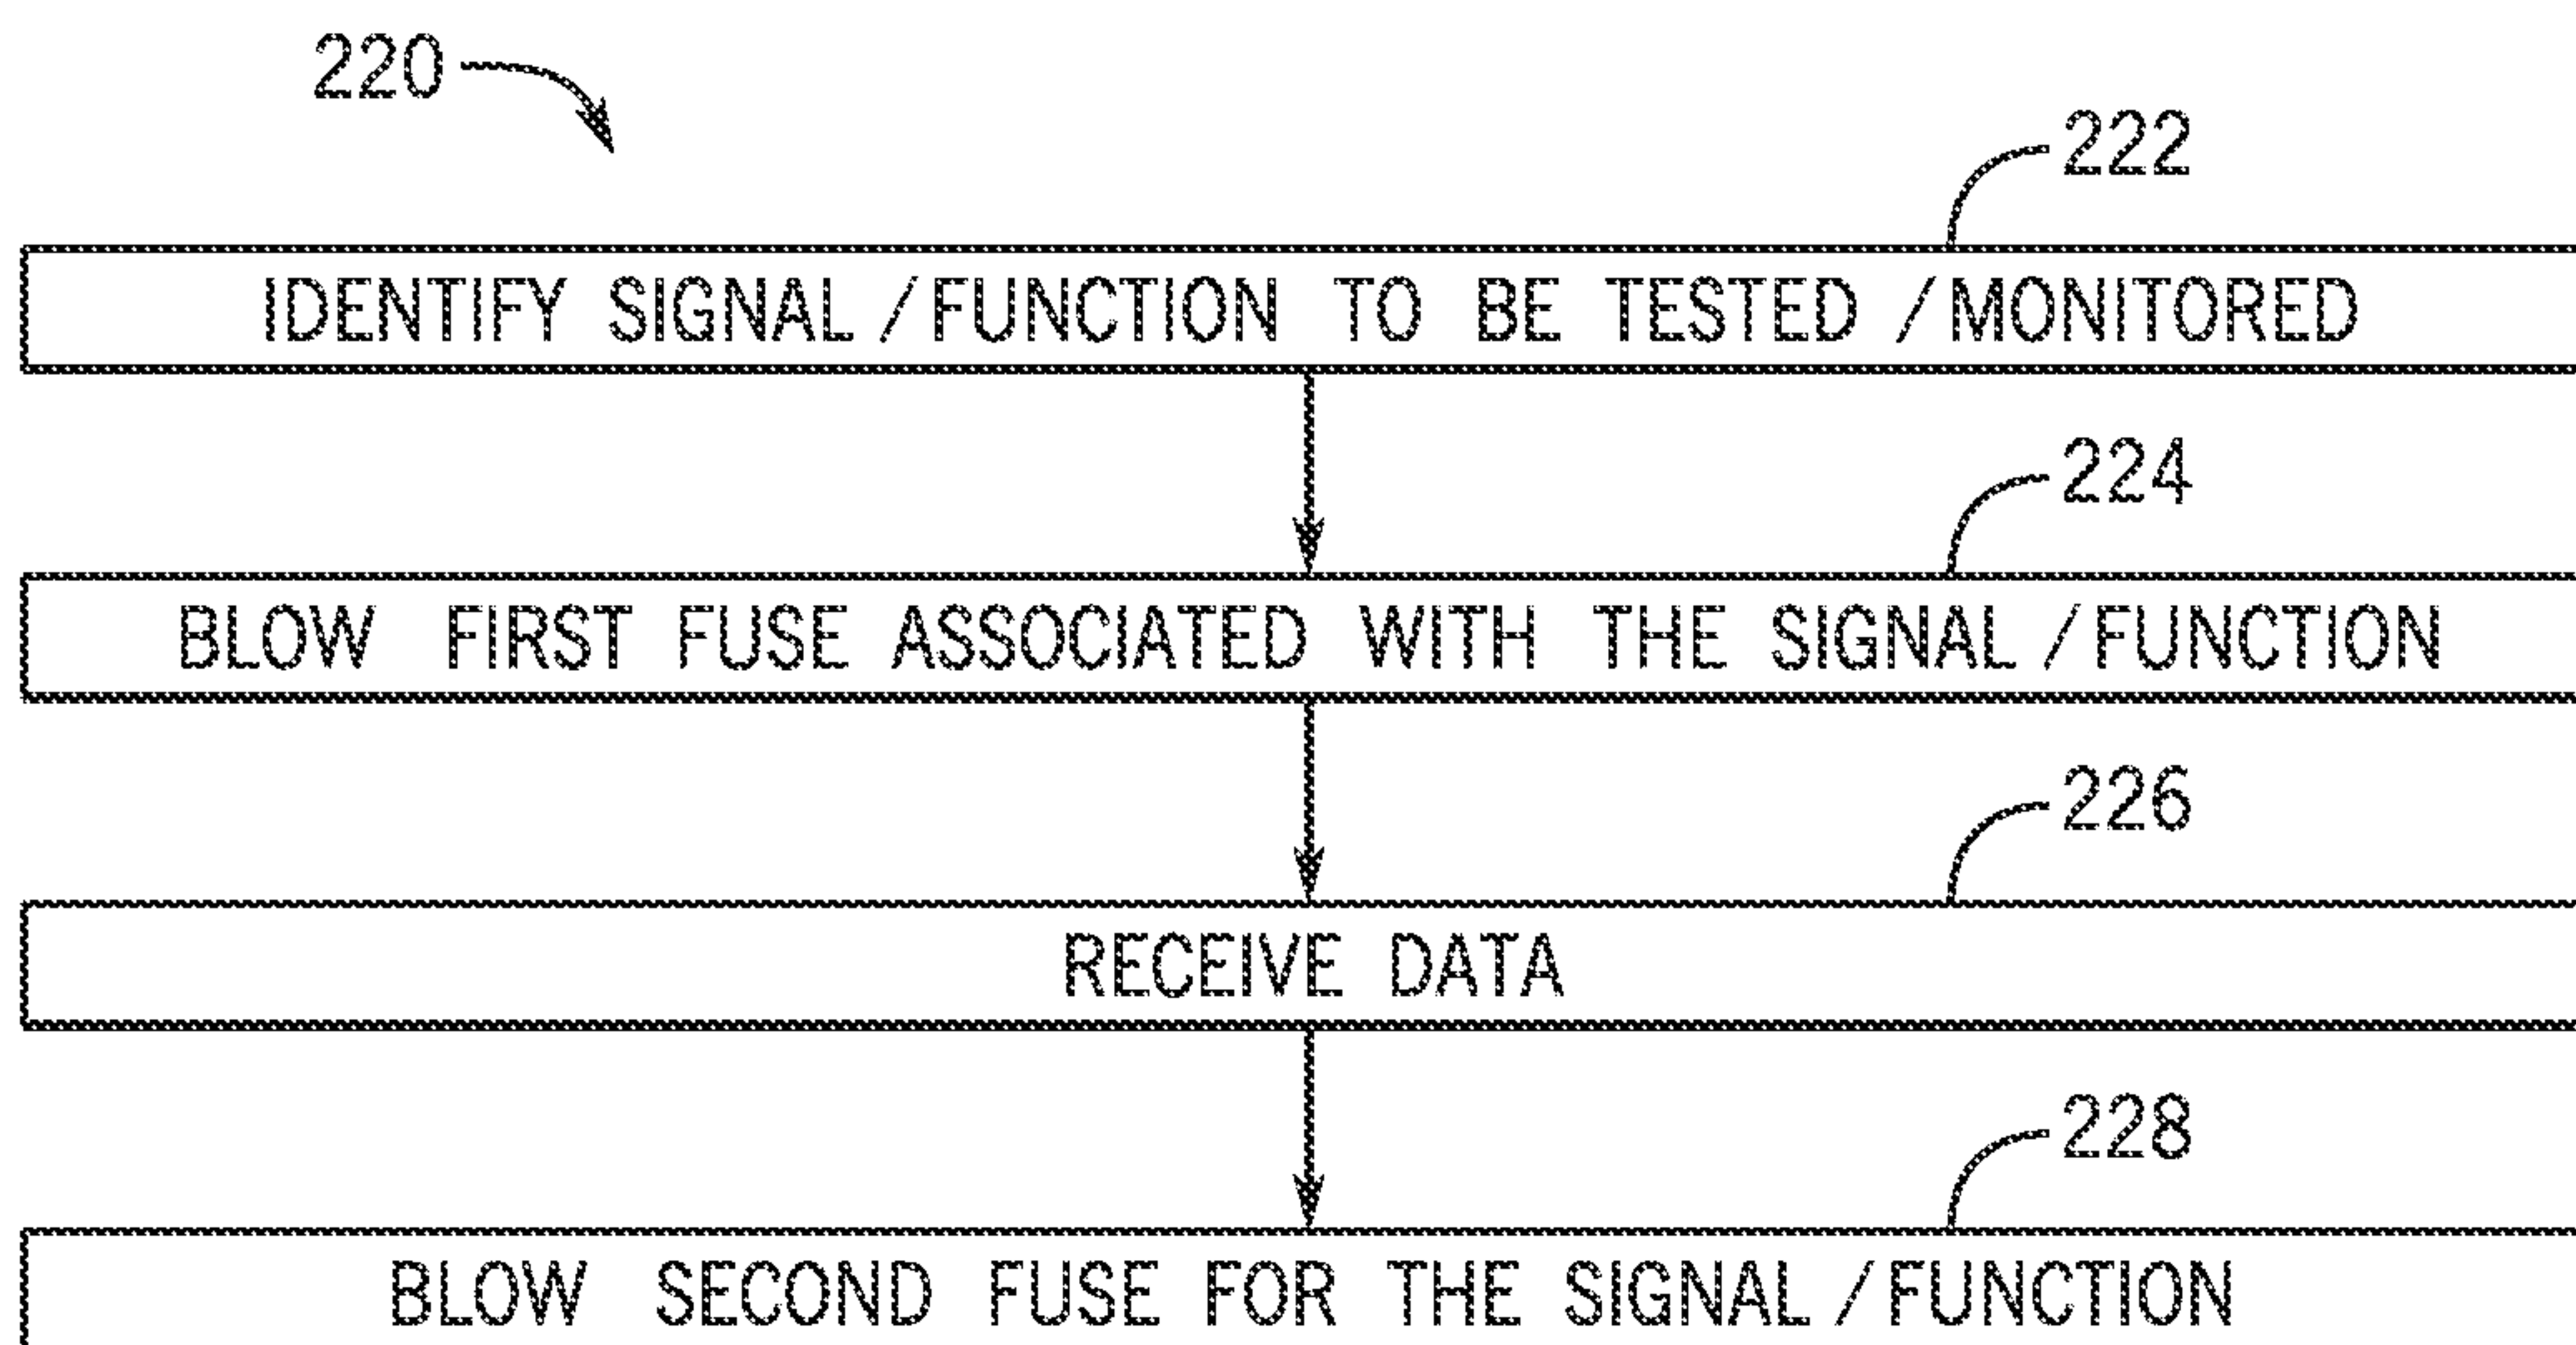 220
222
IDENTIFY SIGNAL/FUNCTION TO BE TESTED/MONITORED
224
BLOW FIRST FUSE ASSOCIATED WITH THE SIGNAL/FUNCTION
226
RECEIVE DATA
228
BLOW SECOND FUSE FOR THE SIGNAL/FUNCTION